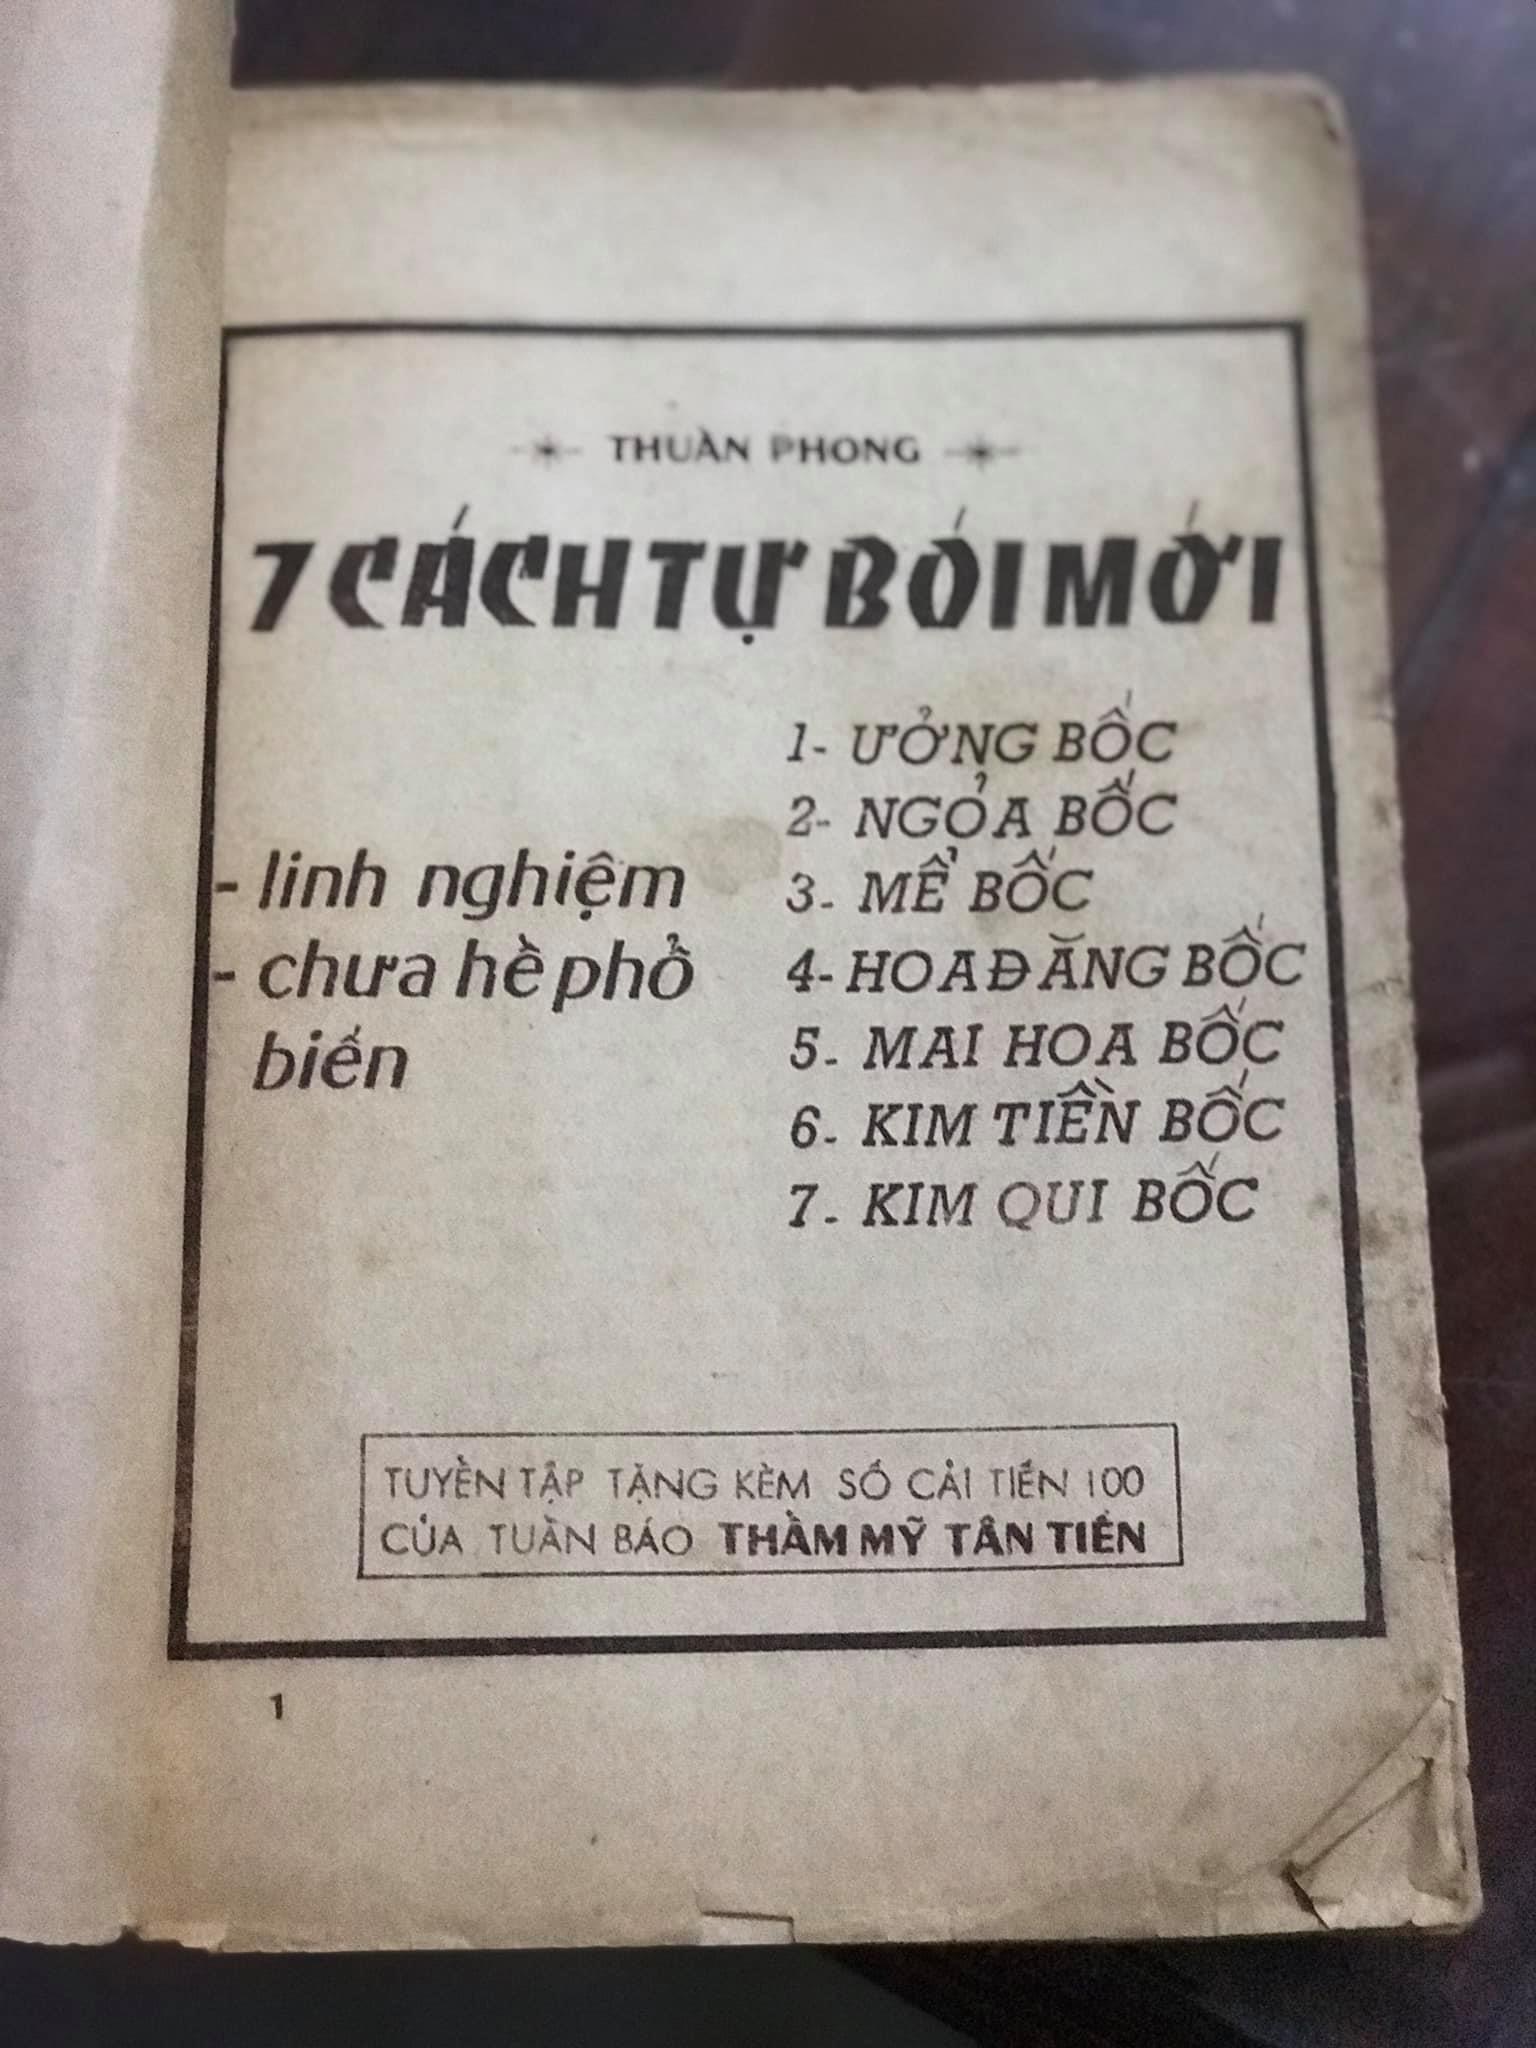 THUẦN PHONG
7 CÁCH TỰ BÓI MỚI
1- ƯỞNG BỐC
2- NGỎA BỐC
3- MỂ BỐC
4- HOA ĐĂNG BỐC
5- MAI HOA BỐC
6- KIM TIỀN BỐC
7- KIM QUI BỐC
- linh nghiệm
- chưa hề phổ
biến
TUYỂN TẬP TẶNG KÈM SỐ CẢI TIẾN 100
CỦA TUẦN BÁO THẨM MỸ TÂN TIẾN
1